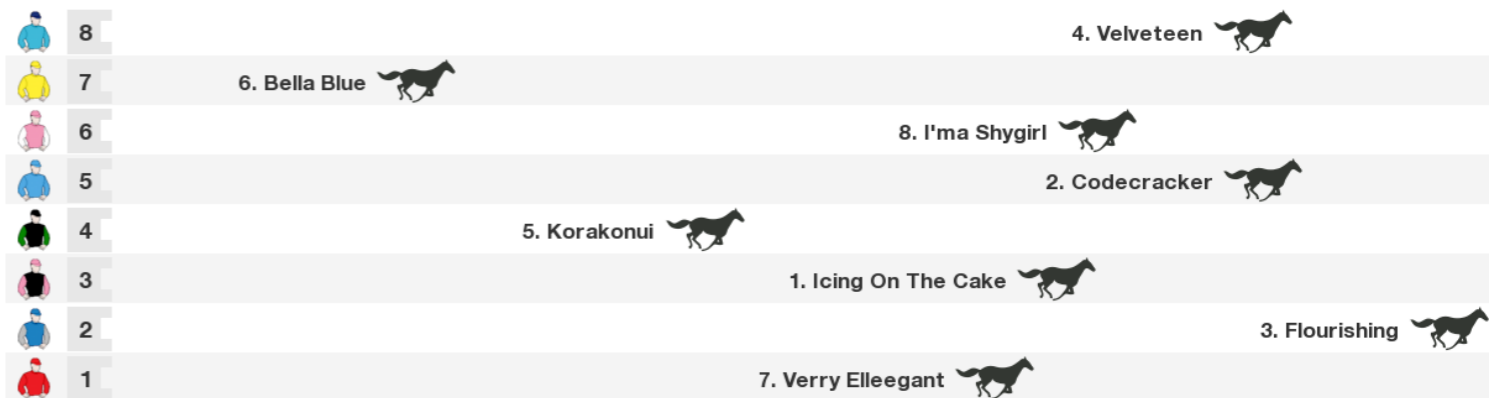 8 4. Velveteen
7 6. Bella Blue
6 8. I'ma Shygirl
5 2. Codecracker
4 5. Korakonui
3 1. Icing On The Cake
2 3. Flourishing
1 7. Verry Elleegant